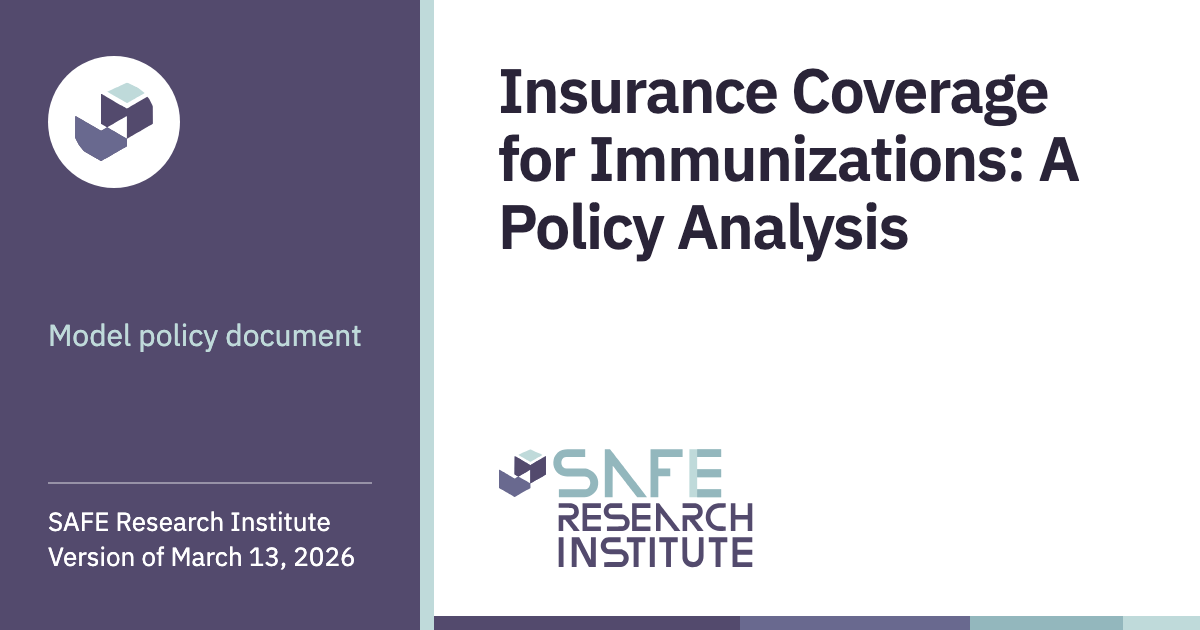 Model policy document
SAFE Research Institute
Version of March 13, 2026
Insurance Coverage
for Immunizations: A
Policy Analysis
SAFE
RESEARCH
INSTITUTE